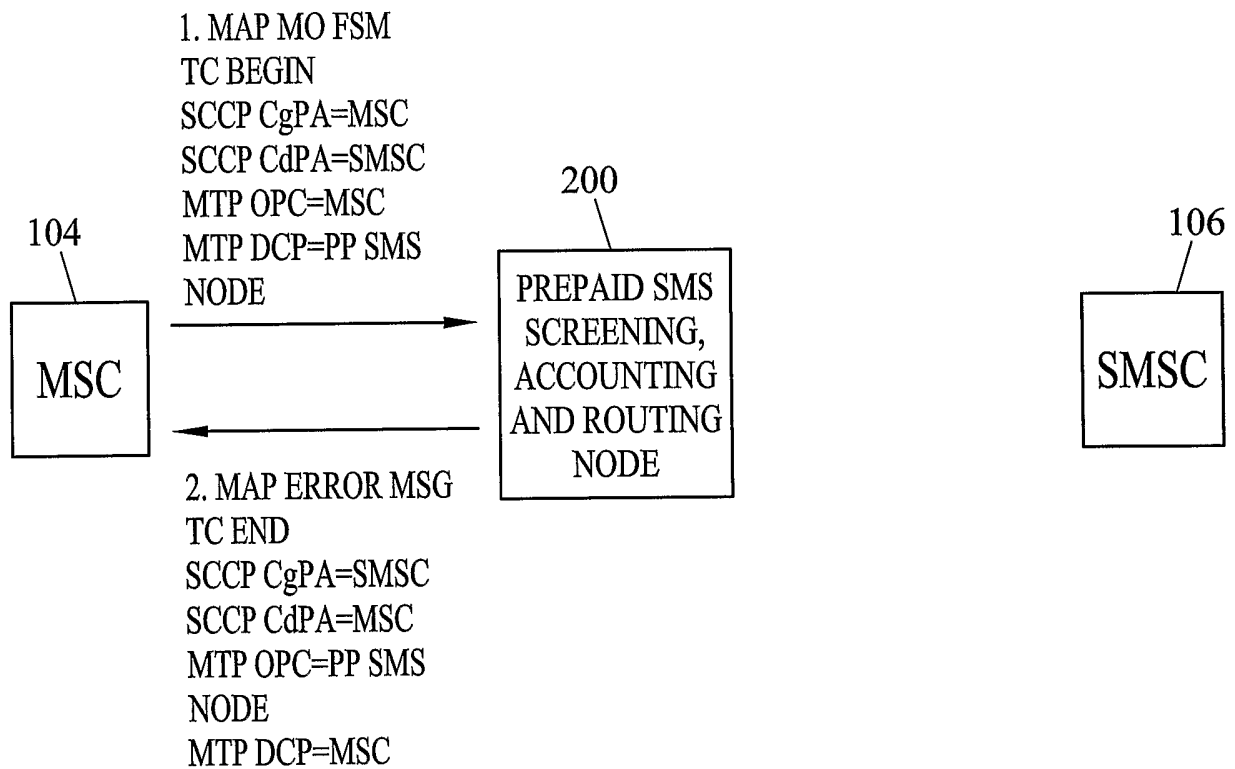 1. MAP MO FSM
TC BEGIN
SCCP CgPA=MSC
SCCP CdPA=SMSC
MTP OPC=MSC
MTP DCP=PP SMS
NODE
104
MSC
200
PREPAID SMS
SCREENING,
ACCOUNTING
AND ROUTING
NODE
106
SMSC
2. MAP ERROR MSG
TC END
SCCP CgPA=SMSC
SCCP CdPA=MSC
MTP OPC=PP SMS
NODE
MTP DCP=MSC